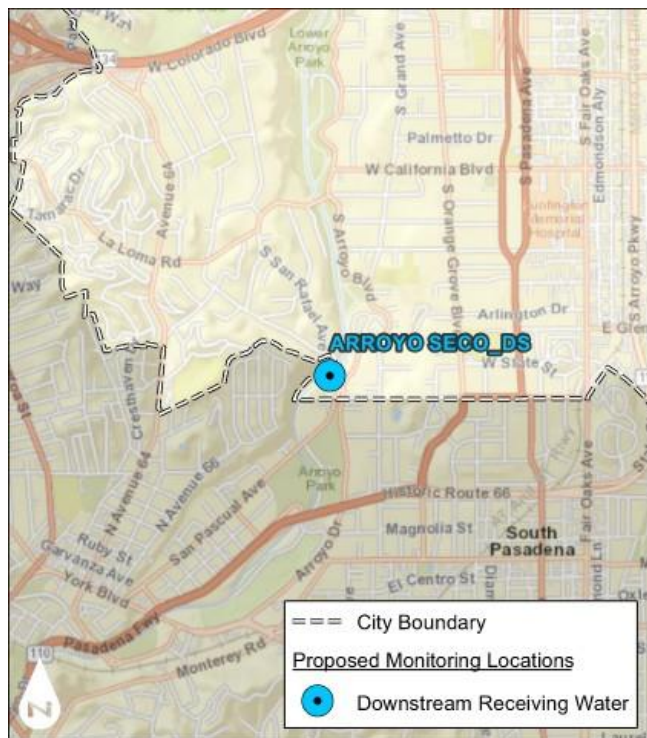 134
W Colorado Blvd
Lower
Arroyo
Park
S Grand Ave
S Pasadena Ave
S Fair Oaks Ave
Edmondson Aly
Palmetto Dr
W California Blvd
Avenue 64
Tamarac Dr
La Loma Rd
S San Rafael Ave
S Arroyo Blvd
S Orange Grove Blvd
Huntington
Memorial
Hospital
S Arroyo Pkwy
Way
Arlington Dr
E Glen
ARROYO SECO_DS
W State St
Cresthaven
N Avenue 64
N Avenue 66
San Pascual Ave
Arroyo
Park
Arroyo Dr
Historic Route 66
Fair Oaks Ave
Magnolia St
South
Pasadena
Ruby St
Garvanza Ave
York Blvd
El Centro St
Pasadena Fwy
Monterey Rd
110
N
City Boundary
Proposed Monitoring Locations
Downstream Receiving Water